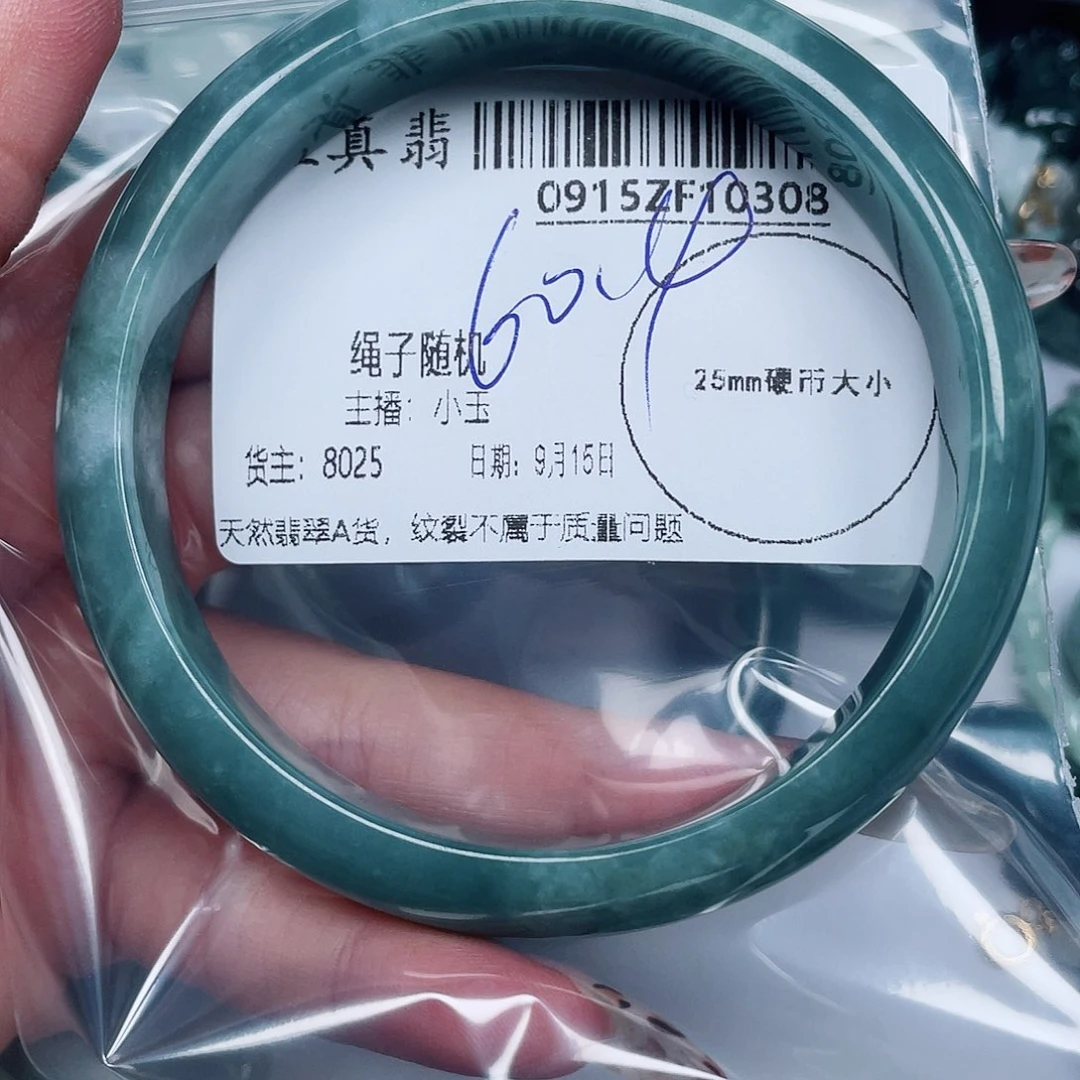 真翡
0915ZF10308
绳子随机
25mm硬币大小
主播：小玉
货主：8025
日期：9月15日
天然翡翠A货，纹裂不属于质量问题